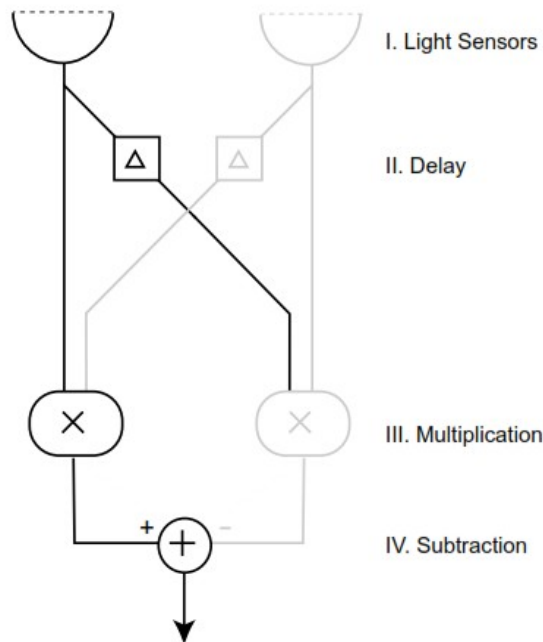 I. Light Sensors
Δ Δ
II. Delay
× ×
III. Multiplication
+ −
+
IV. Subtraction